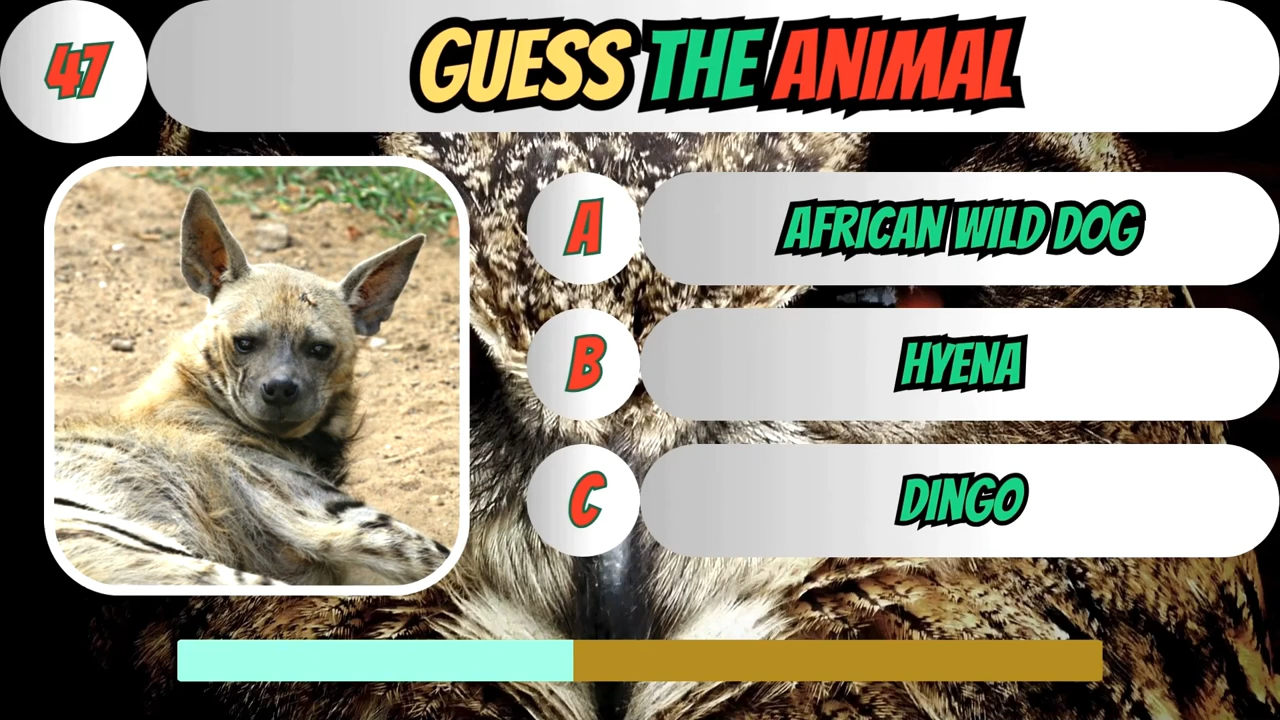 47
GUESS THE ANIMAL
A AFRICAN WILD DOG
B HYENA
C DINGO